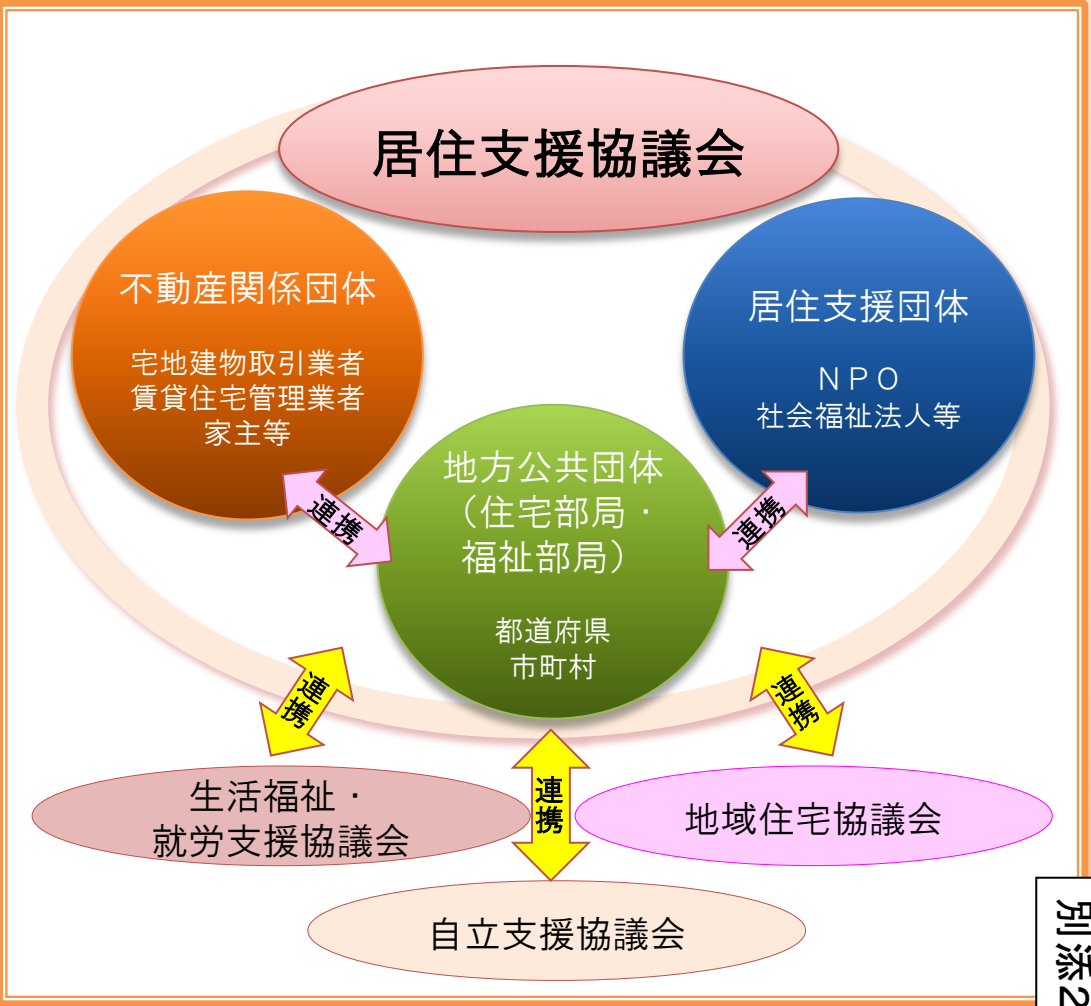 居住支援協議会
不動産関係団体
宅地建物取引業者
賃貸住宅管理業者
家主等
居住支援団体
ＮＰＯ
社会福祉法人等
地方公共団体
（住宅部局・
福祉部局）
都道府県
市町村
連携
連携
連携
連携
連携
生活福祉・
就労支援協議会
地域住宅協議会
自立支援協議会
別添2